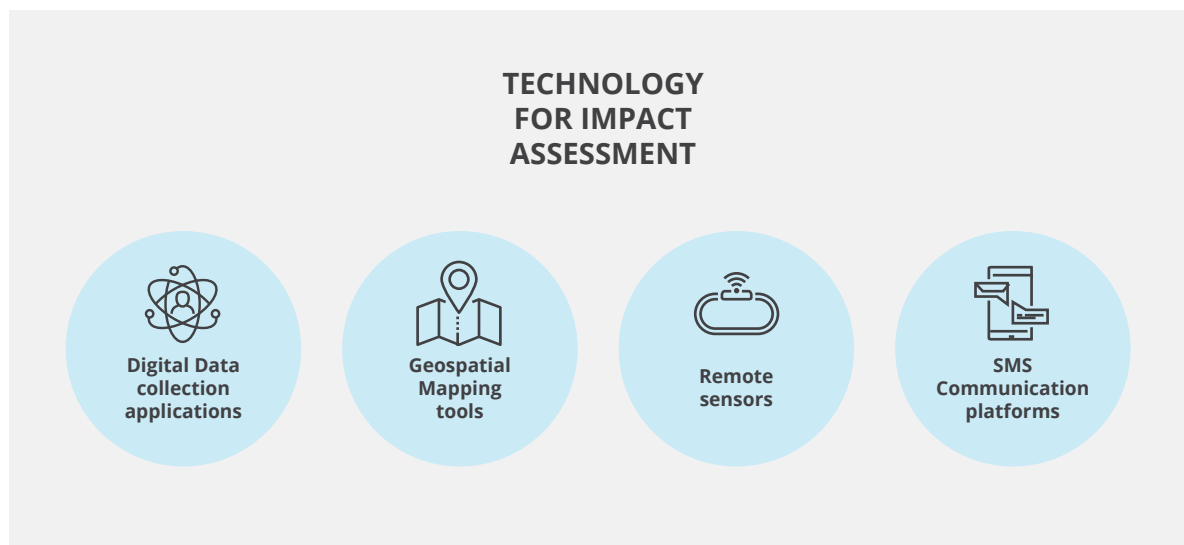 TECHNOLOGY
FOR IMPACT
ASSESSMENT
Digital Data
collection
applications
Geospatial
Mapping
tools
Remote
sensors
SMS
Communication
platforms